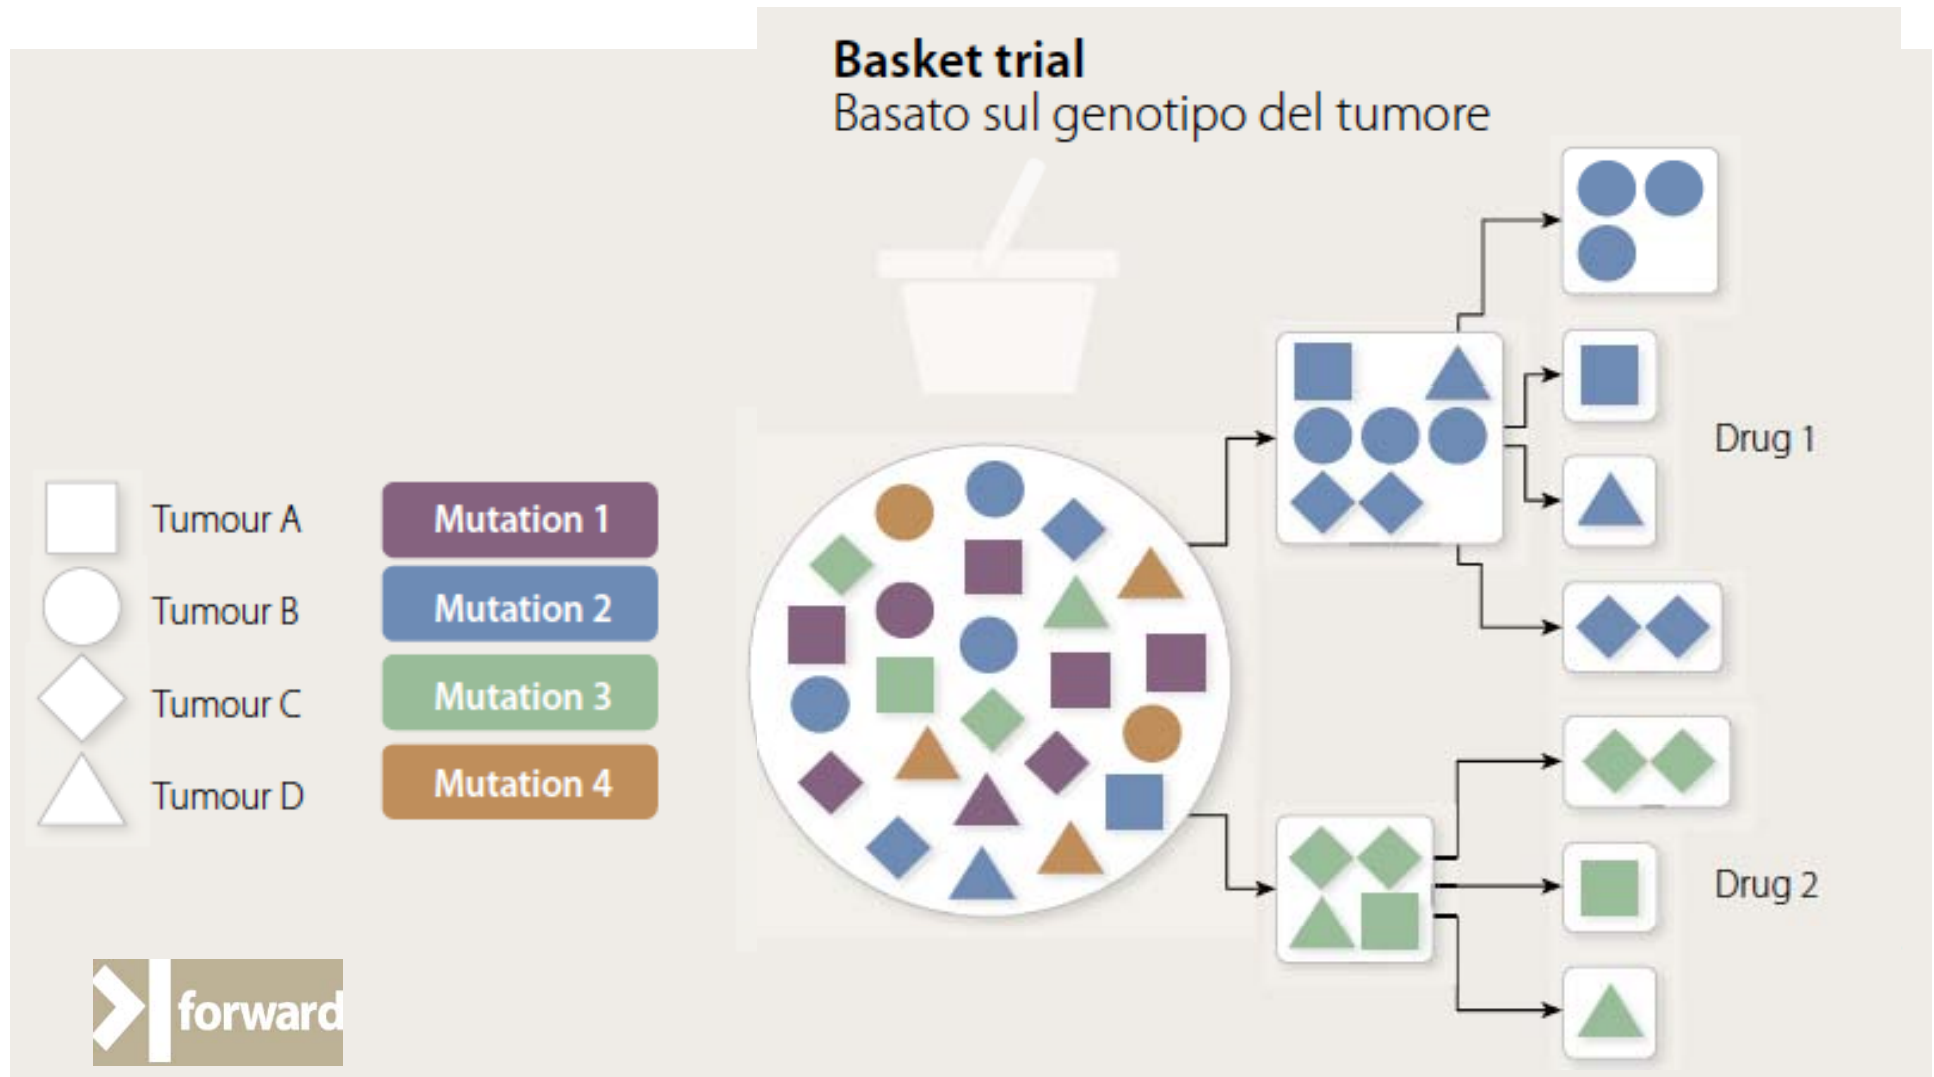 Basket trial
Basato sul genotipo del tumore
Tumour A
Mutation 1
Tumour B
Mutation 2
Tumour C
Mutation 3
Tumour D
Mutation 4
Drug 1
Drug 2
forward